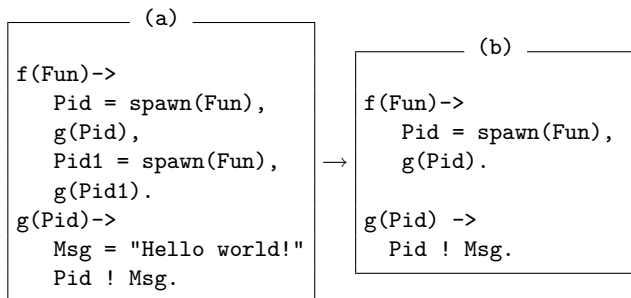 (a)
f(Fun)->
   Pid = spawn(Fun),
   g(Pid),
   Pid1 = spawn(Fun),
   g(Pid1).
g(Pid)->
   Msg = "Hello world!"
   Pid ! Msg.
→
(b)
f(Fun)->
   Pid = spawn(Fun),
   g(Pid).
g(Pid) ->
  Pid ! Msg.